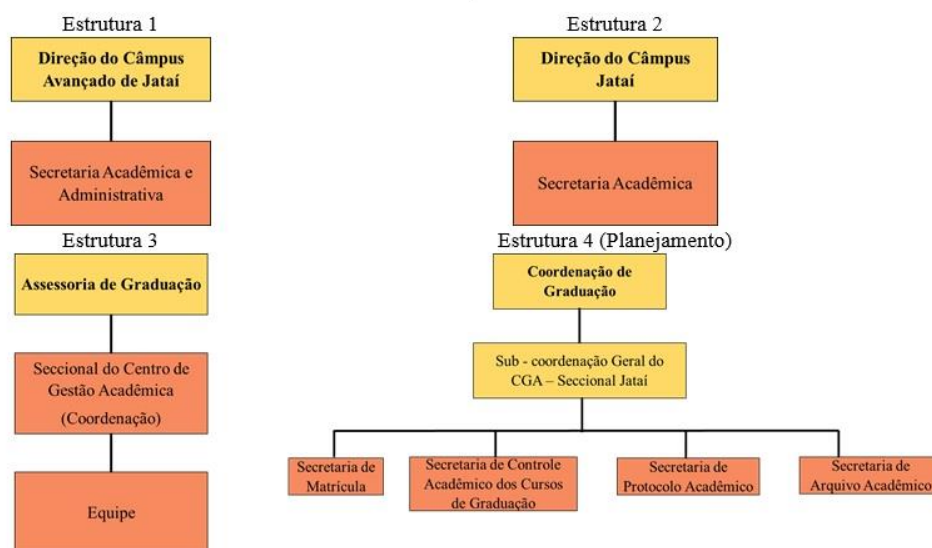 Estrutura 1
Direção do Câmpus
Avançado de Jataí
Secretaria Acadêmica e
Administrativa
Estrutura 2
Direção do Câmpus
Jataí
Secretaria Acadêmica
Estrutura 3
Assessoria de Graduação
Seccional do Centro de
Gestão Acadêmica
(Coordenação)
Equipe
Estrutura 4 (Planejamento)
Coordenação de
Graduação
Sub - coordenação Geral do
CGA – Seccional Jataí
Secretaria de
Matrícula
Secretaria de Controle
Acadêmico dos Cursos
de Graduação
Secretaria de
Protocolo Acadêmico
Secretaria de
Arquivo Acadêmico